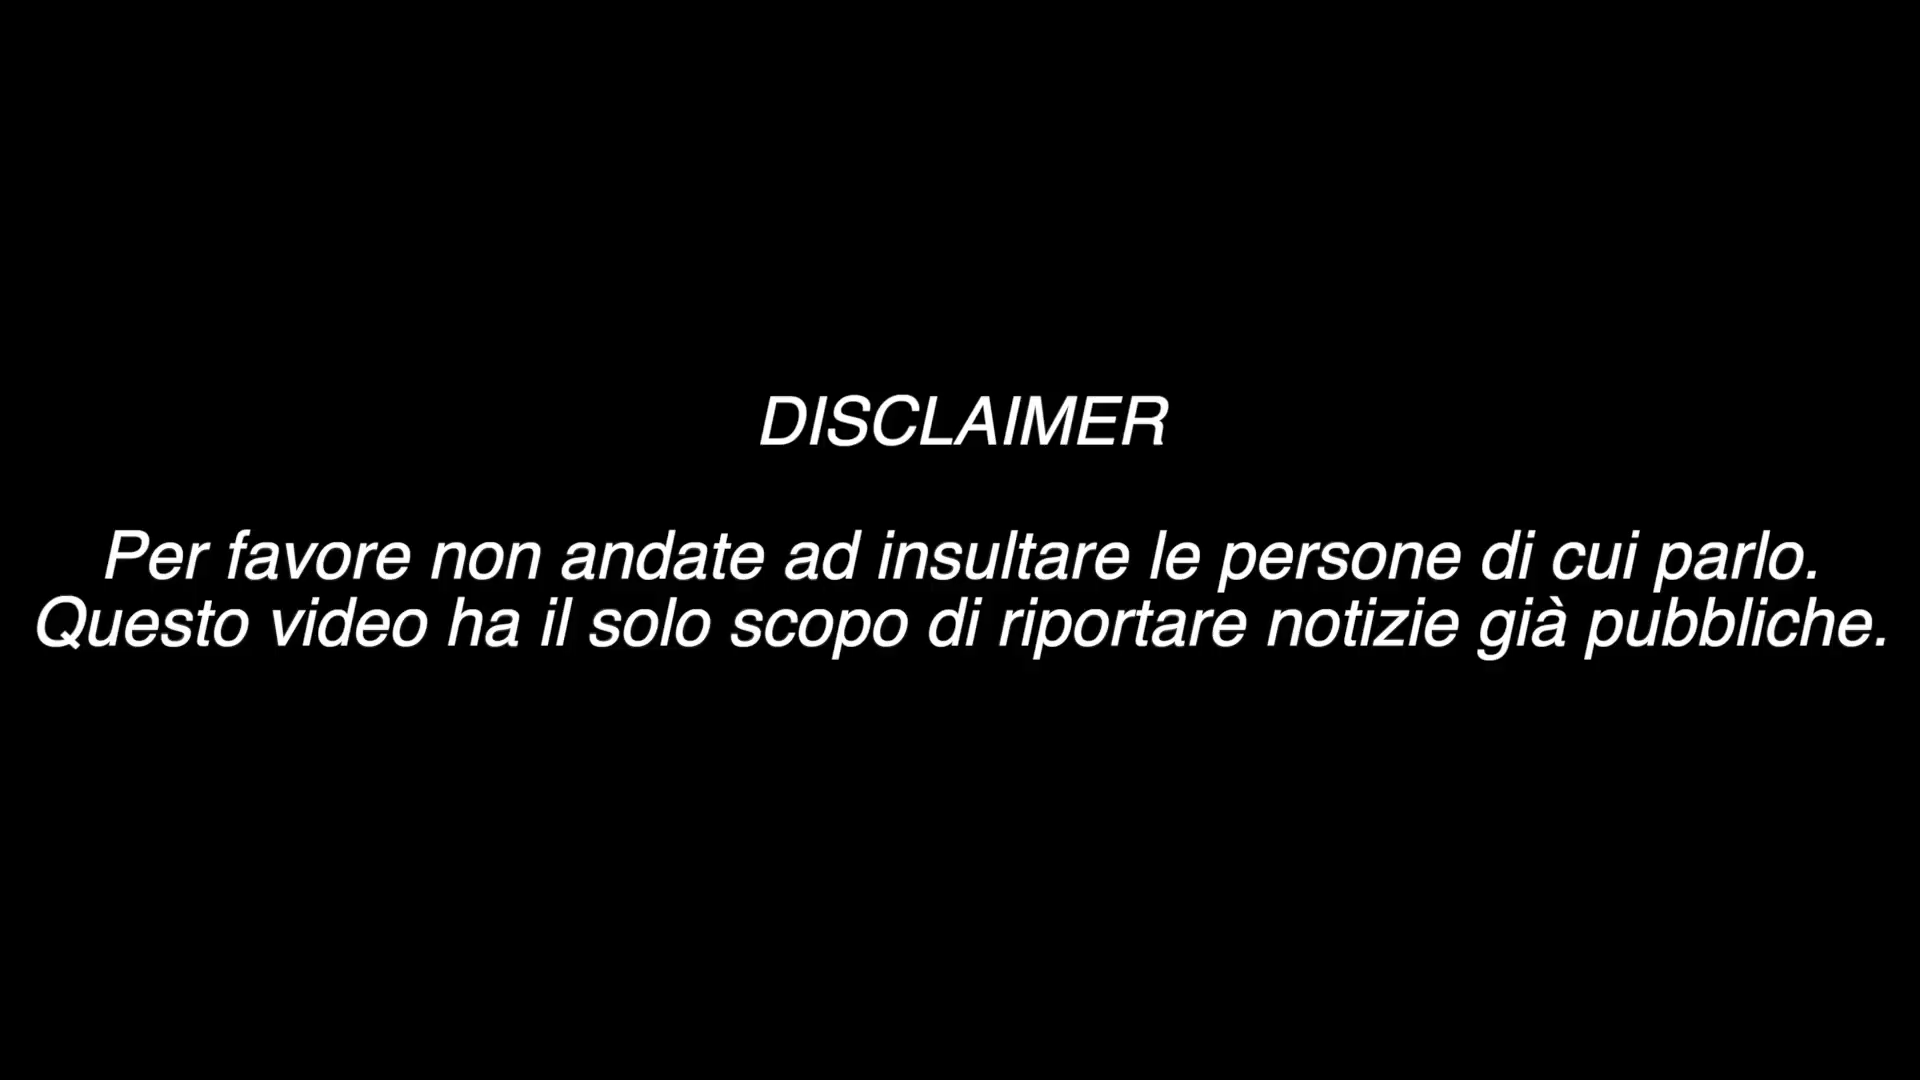 DISCLAIMER
Per favore non andate ad insultare le persone di cui parlo.
Questo video ha il solo scopo di riportare notizie già pubbliche.